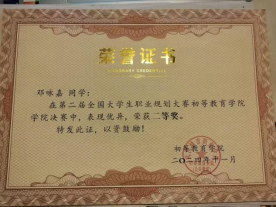 荣誉证书
邓咏嘉 同学：
在第二届全国大学生职业规划大赛初等教育学院
学院决赛中，表现优异，荣获二等奖。
特发此证，以资鼓励！
初等教育学院
二〇二四年十一月